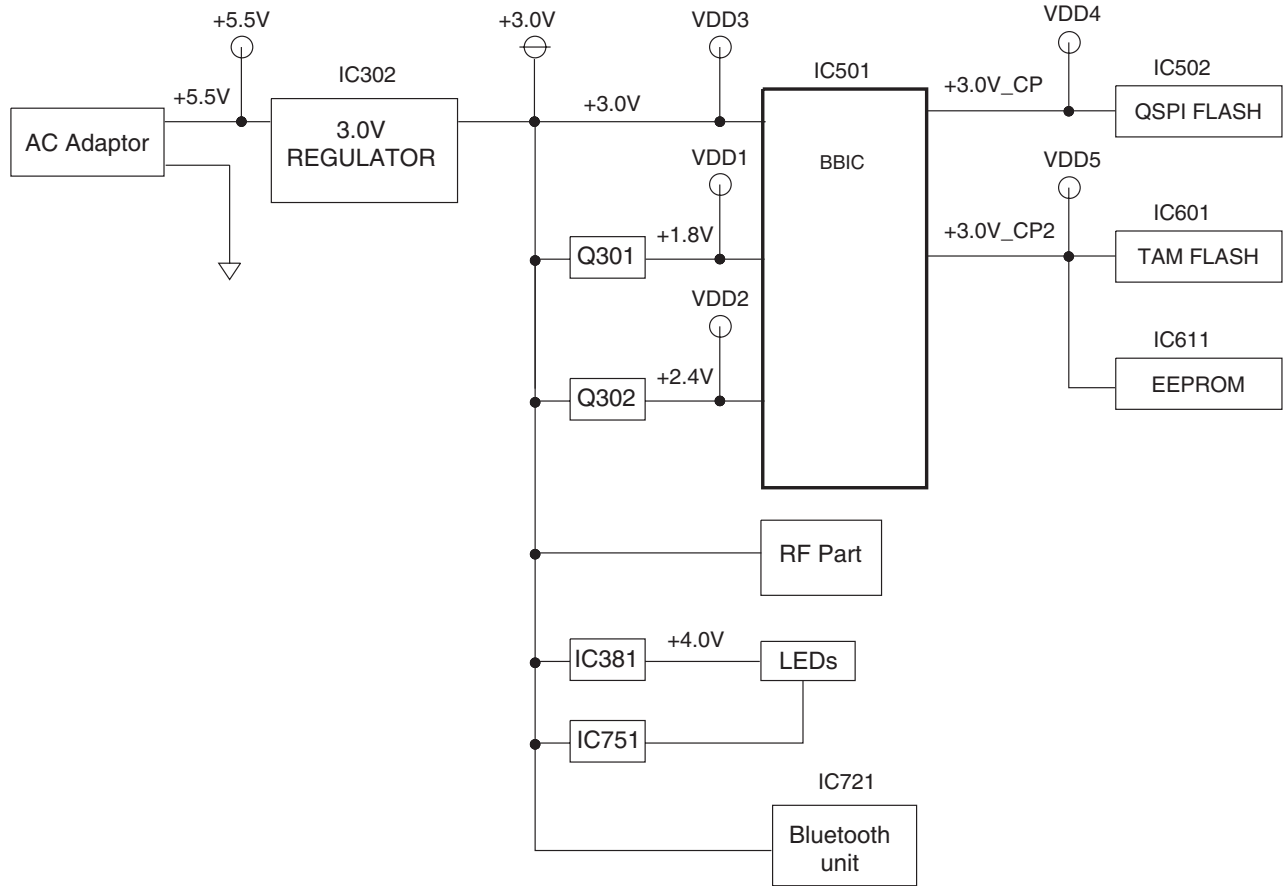 +5.5V
+3.0V
VDD3
VDD4
+5.5V
IC302
+3.0V
IC501
+3.0V_CP
IC502
AC Adaptor
3.0V
REGULATOR
QSPI FLASH
VDD1
BBIC
VDD5
+1.8V
+3.0V_CP2
IC601
Q301
TAM FLASH
VDD2
IC611
+2.4V
Q302
EEPROM
RF Part
+4.0V
IC381
LEDs
IC751
IC721
Bluetooth
unit